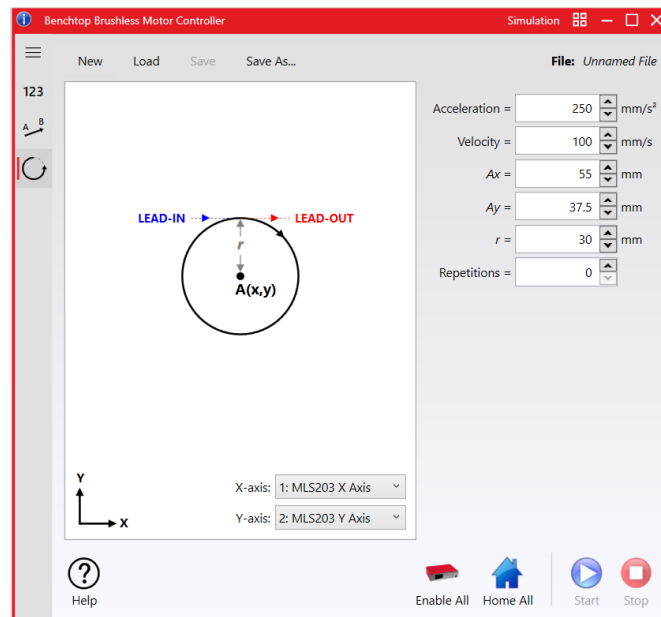 Benchtop Brushless Motor Controller
Simulation
New Load Save Save As...
File: Unnamed File
123
A B
Acceleration = 250 mm/s²
Velocity = 100 mm/s
Ax = 55 mm
Ay = 37.5 mm
r = 30 mm
Repetitions = 0
LEAD-IN LEAD-OUT
r
A(x,y)
Y
X
X-axis: 1: MLS203 X Axis
Y-axis: 2: MLS203 Y Axis
?
Help
Enable All Home All Start Stop